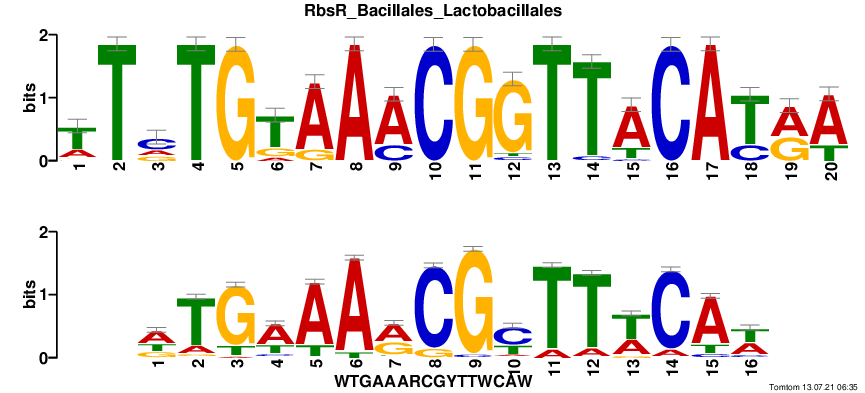 RbsR_Bacillales_Lactobacillales
bits
2
1
0
1 2 3 4 5 6 7 8 9 10 11 12 13 14 15 16 17 18 19 20
bits
2
1
0
1 2 3 4 5 6 7 8 9 10 11 12 13 14 15 16
WTGAAARCGYTTWCAW
Tomtom 13.07.21 06:35